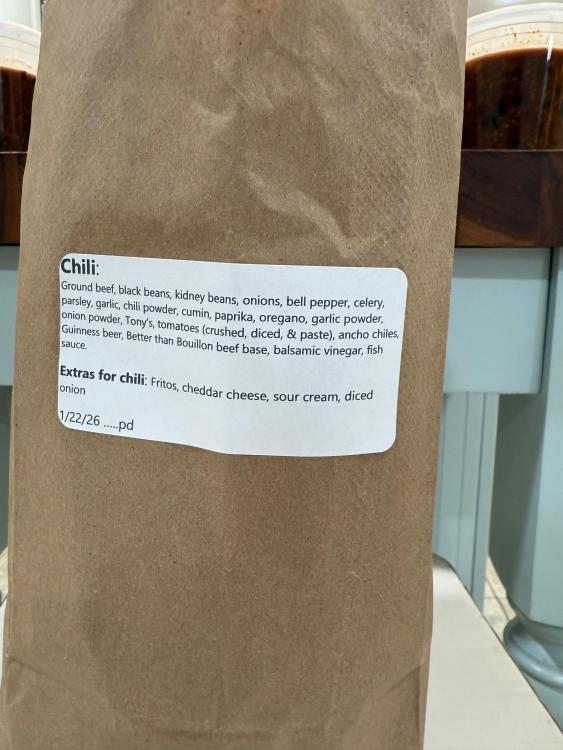 Chili:
Ground beef, black beans, kidney beans, onions, bell pepper, celery,
parsley, garlic, chili powder, cumin, paprika, oregano, garlic powder,
onion powder, Tony's, tomatoes (crushed, diced, & paste), ancho chiles,
Guinness beer, Better than Bouillon beef base, balsamic vinegar, fish
sauce.
Extras for chili: Fritos, cheddar cheese, sour cream, diced
onion
1/22/26 .....pd